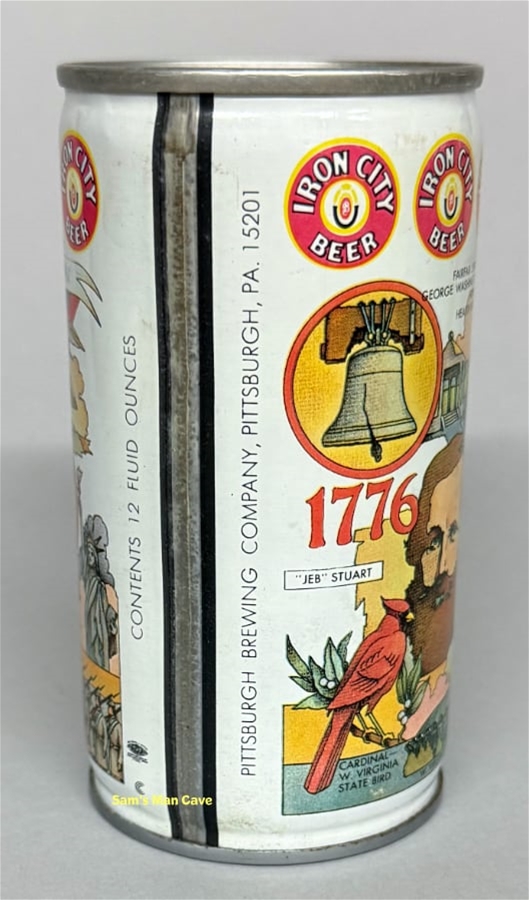 IRON CITY
BEER
CONTENTS 12 FLUID OUNCES
PITTSBURGH BREWING COMPANY, PITTSBURGH, PA. 15201
IRON CITY
BEER
IRON CITY
BEER
GEORGE
1776
"JEB" STUART
CARDINAL—
W. VIRGINIA
STATE BIRD
Sam's Man Cave